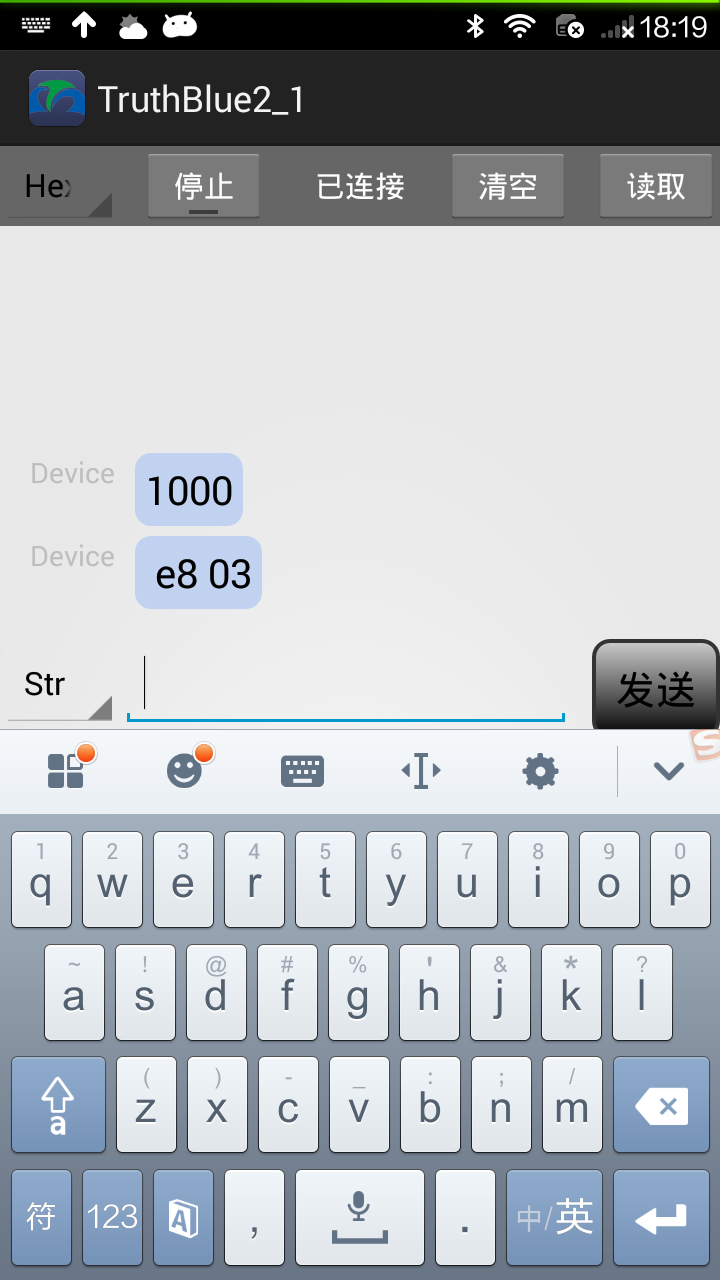 18:19
TruthBlue2_1
Hex 停止 已连接 清空 读取
Device 1000
Device e8 03
Str 发送
1 2 3 4 5 6 7 8 9 0
q w e r t y u i o p
~ ! @ # % ' & * ?
a s d f g h j k l
( ) - _ : ; /
a z x c v b n m
符 123 A , . 中/英